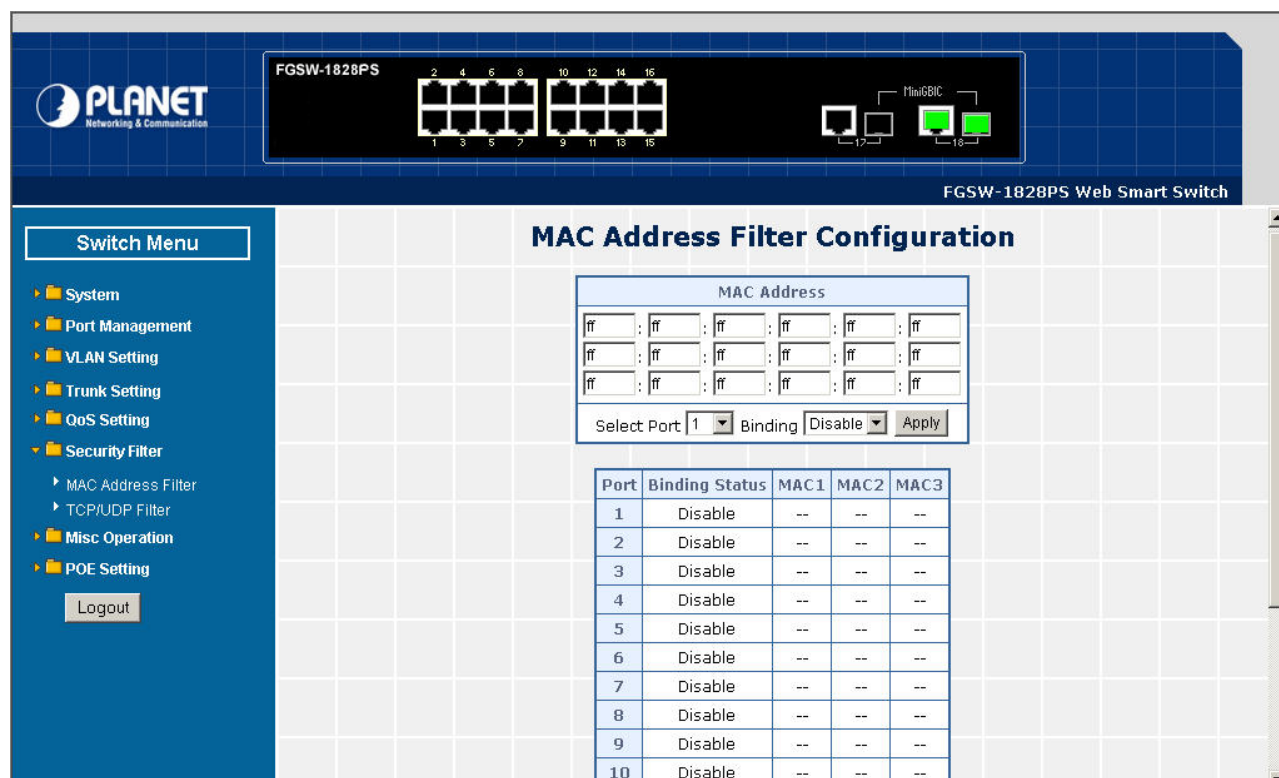 FGSW-1828PS
2 4 6 8 10 12 14 16
MiniGBIC
PLANET
Networking & Communication
1 3 5 7 9 11 13 15
17 18
FGSW-1828PS Web Smart Switch
Switch Menu
System
Port Management
VLAN Setting
Trunk Setting
QoS Setting
Security Filter
MAC Address Filter
TCP/UDP Filter
Misc Operation
POE Setting
Logout
MAC Address Filter Configuration
MAC Address
ff : ff : ff : ff : ff : ff
ff : ff : ff : ff : ff : ff
ff : ff : ff : ff : ff : ff
Select Port 1 Binding Disable Apply
Port Binding Status MAC1 MAC2 MAC3
1 Disable -- -- --
2 Disable -- -- --
3 Disable -- -- --
4 Disable -- -- --
5 Disable -- -- --
6 Disable -- -- --
7 Disable -- -- --
8 Disable -- -- --
9 Disable -- -- --
10 Disable -- -- --